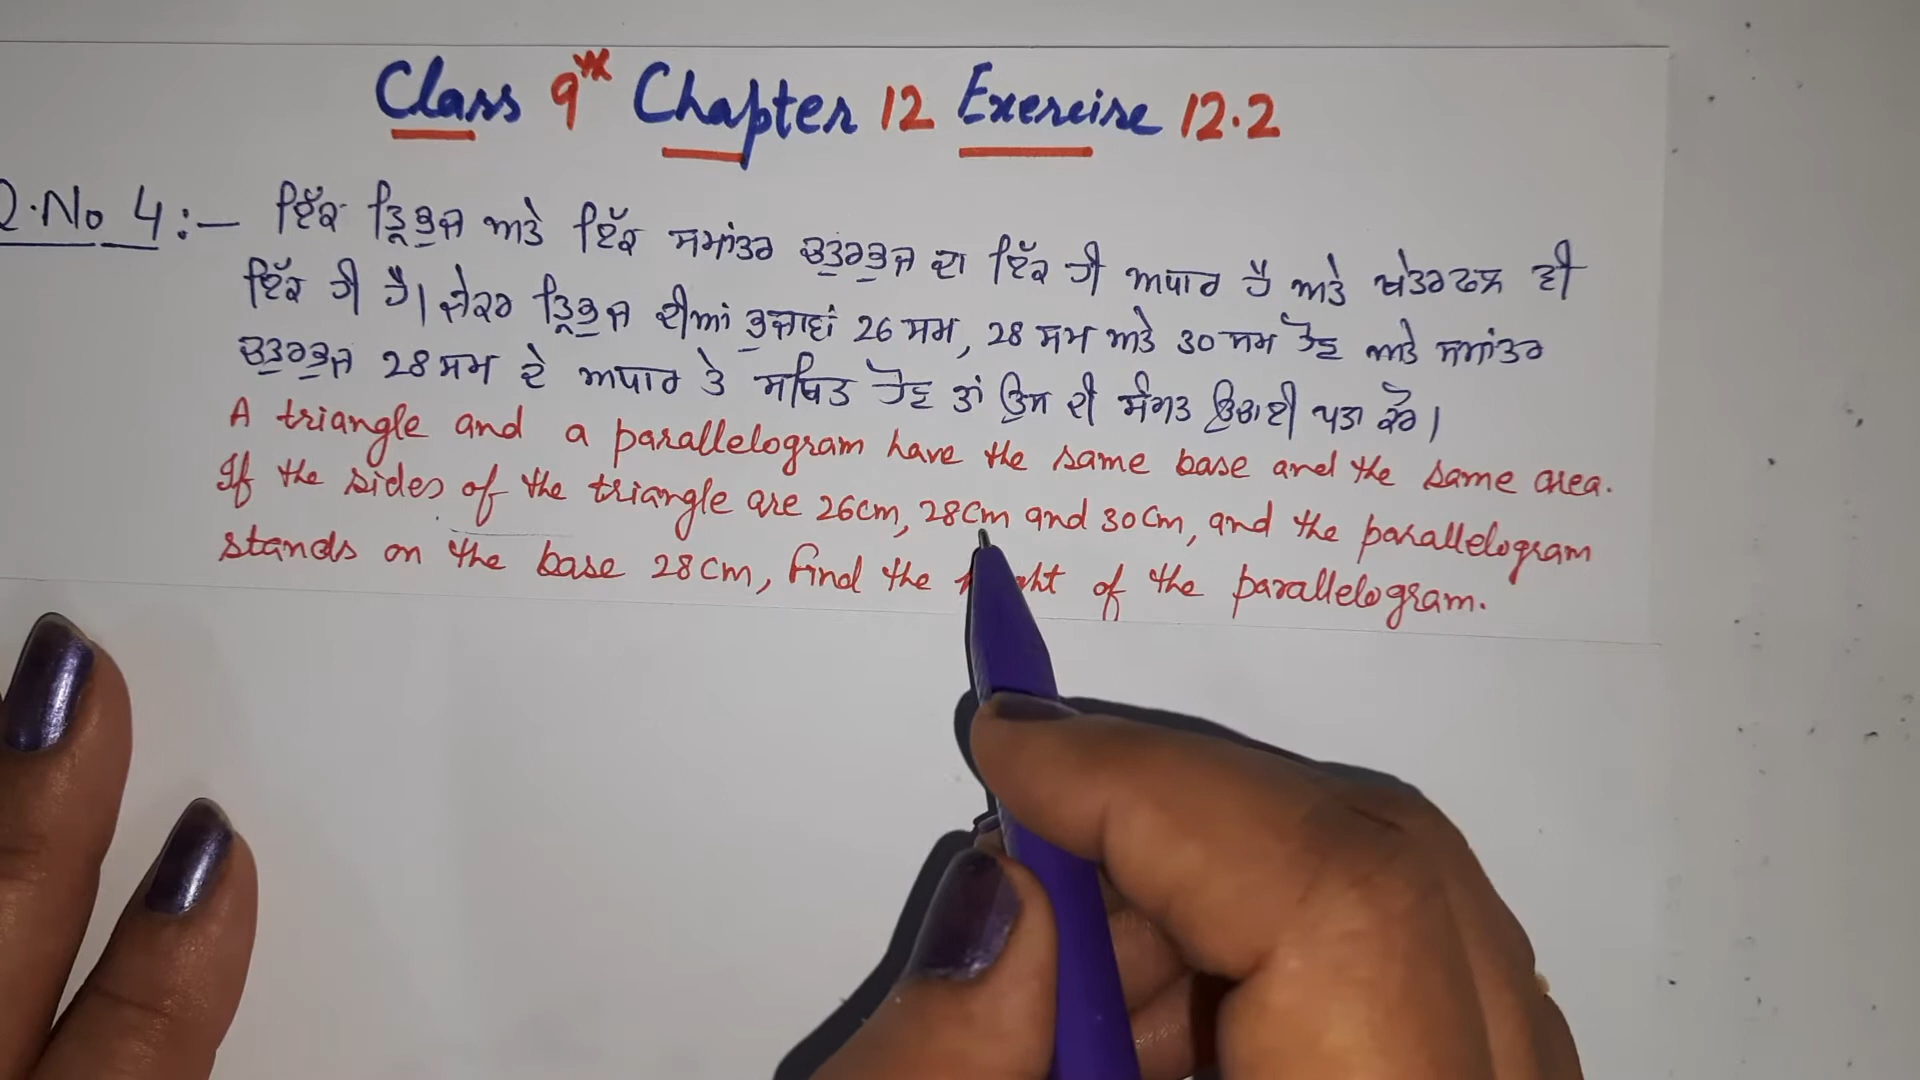 Class 9th Chapter 12 Exercise 12.2
Q.No 4:- ਇੱਕ ਤ੍ਰਿਭੁਜ ਅਤੇ ਇੱਕ ਸਮਾਂਤਰ ਚਤੁਰਭੁਜ ਦਾ ਇੱਕ ਹੀ ਅਧਾਰ ਹੈ ਅਤੇ ਖੇਤਰਫਲ ਵੀ
ਇੱਕ ਹੀ ਹੈ। ਜੇਕਰ ਤ੍ਰਿਭੁਜ ਦੀਆਂ ਭੁਜਾਵਾਂ 26 ਸਮ, 28 ਸਮ ਅਤੇ 30 ਸਮ ਹੋਣ ਅਤੇ ਸਮਾਂਤਰ
ਚਤੁਰਭੁਜ 28 ਸਮ ਦੇ ਅਧਾਰ ਤੇ ਸਥਿਤ ਹੋਣ ਤਾਂ ਉਸ ਦੀ ਸੰਗਤ ਉਚਾਈ ਪਤਾ ਕਰੋ।
A triangle and a parallelogram have the same base and the same area.
If the sides of the triangle are 26cm, 28cm and 30cm, and the parallelogram
stands on the base 28cm, find the of the parallelogram.